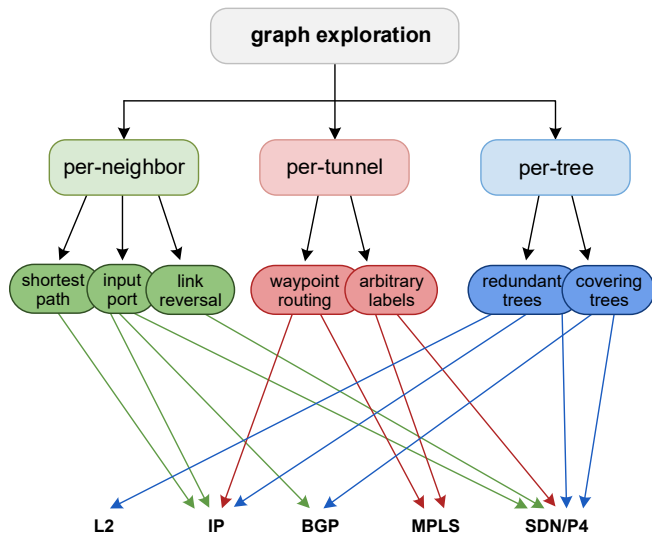 graph exploration
per-neighbor
per-tunnel
per-tree
shortest
path
input
port
link
reversal
waypoint
routing
arbitrary
labels
redundant
trees
covering
trees
L2
IP
BGP
MPLS
SDN/P4